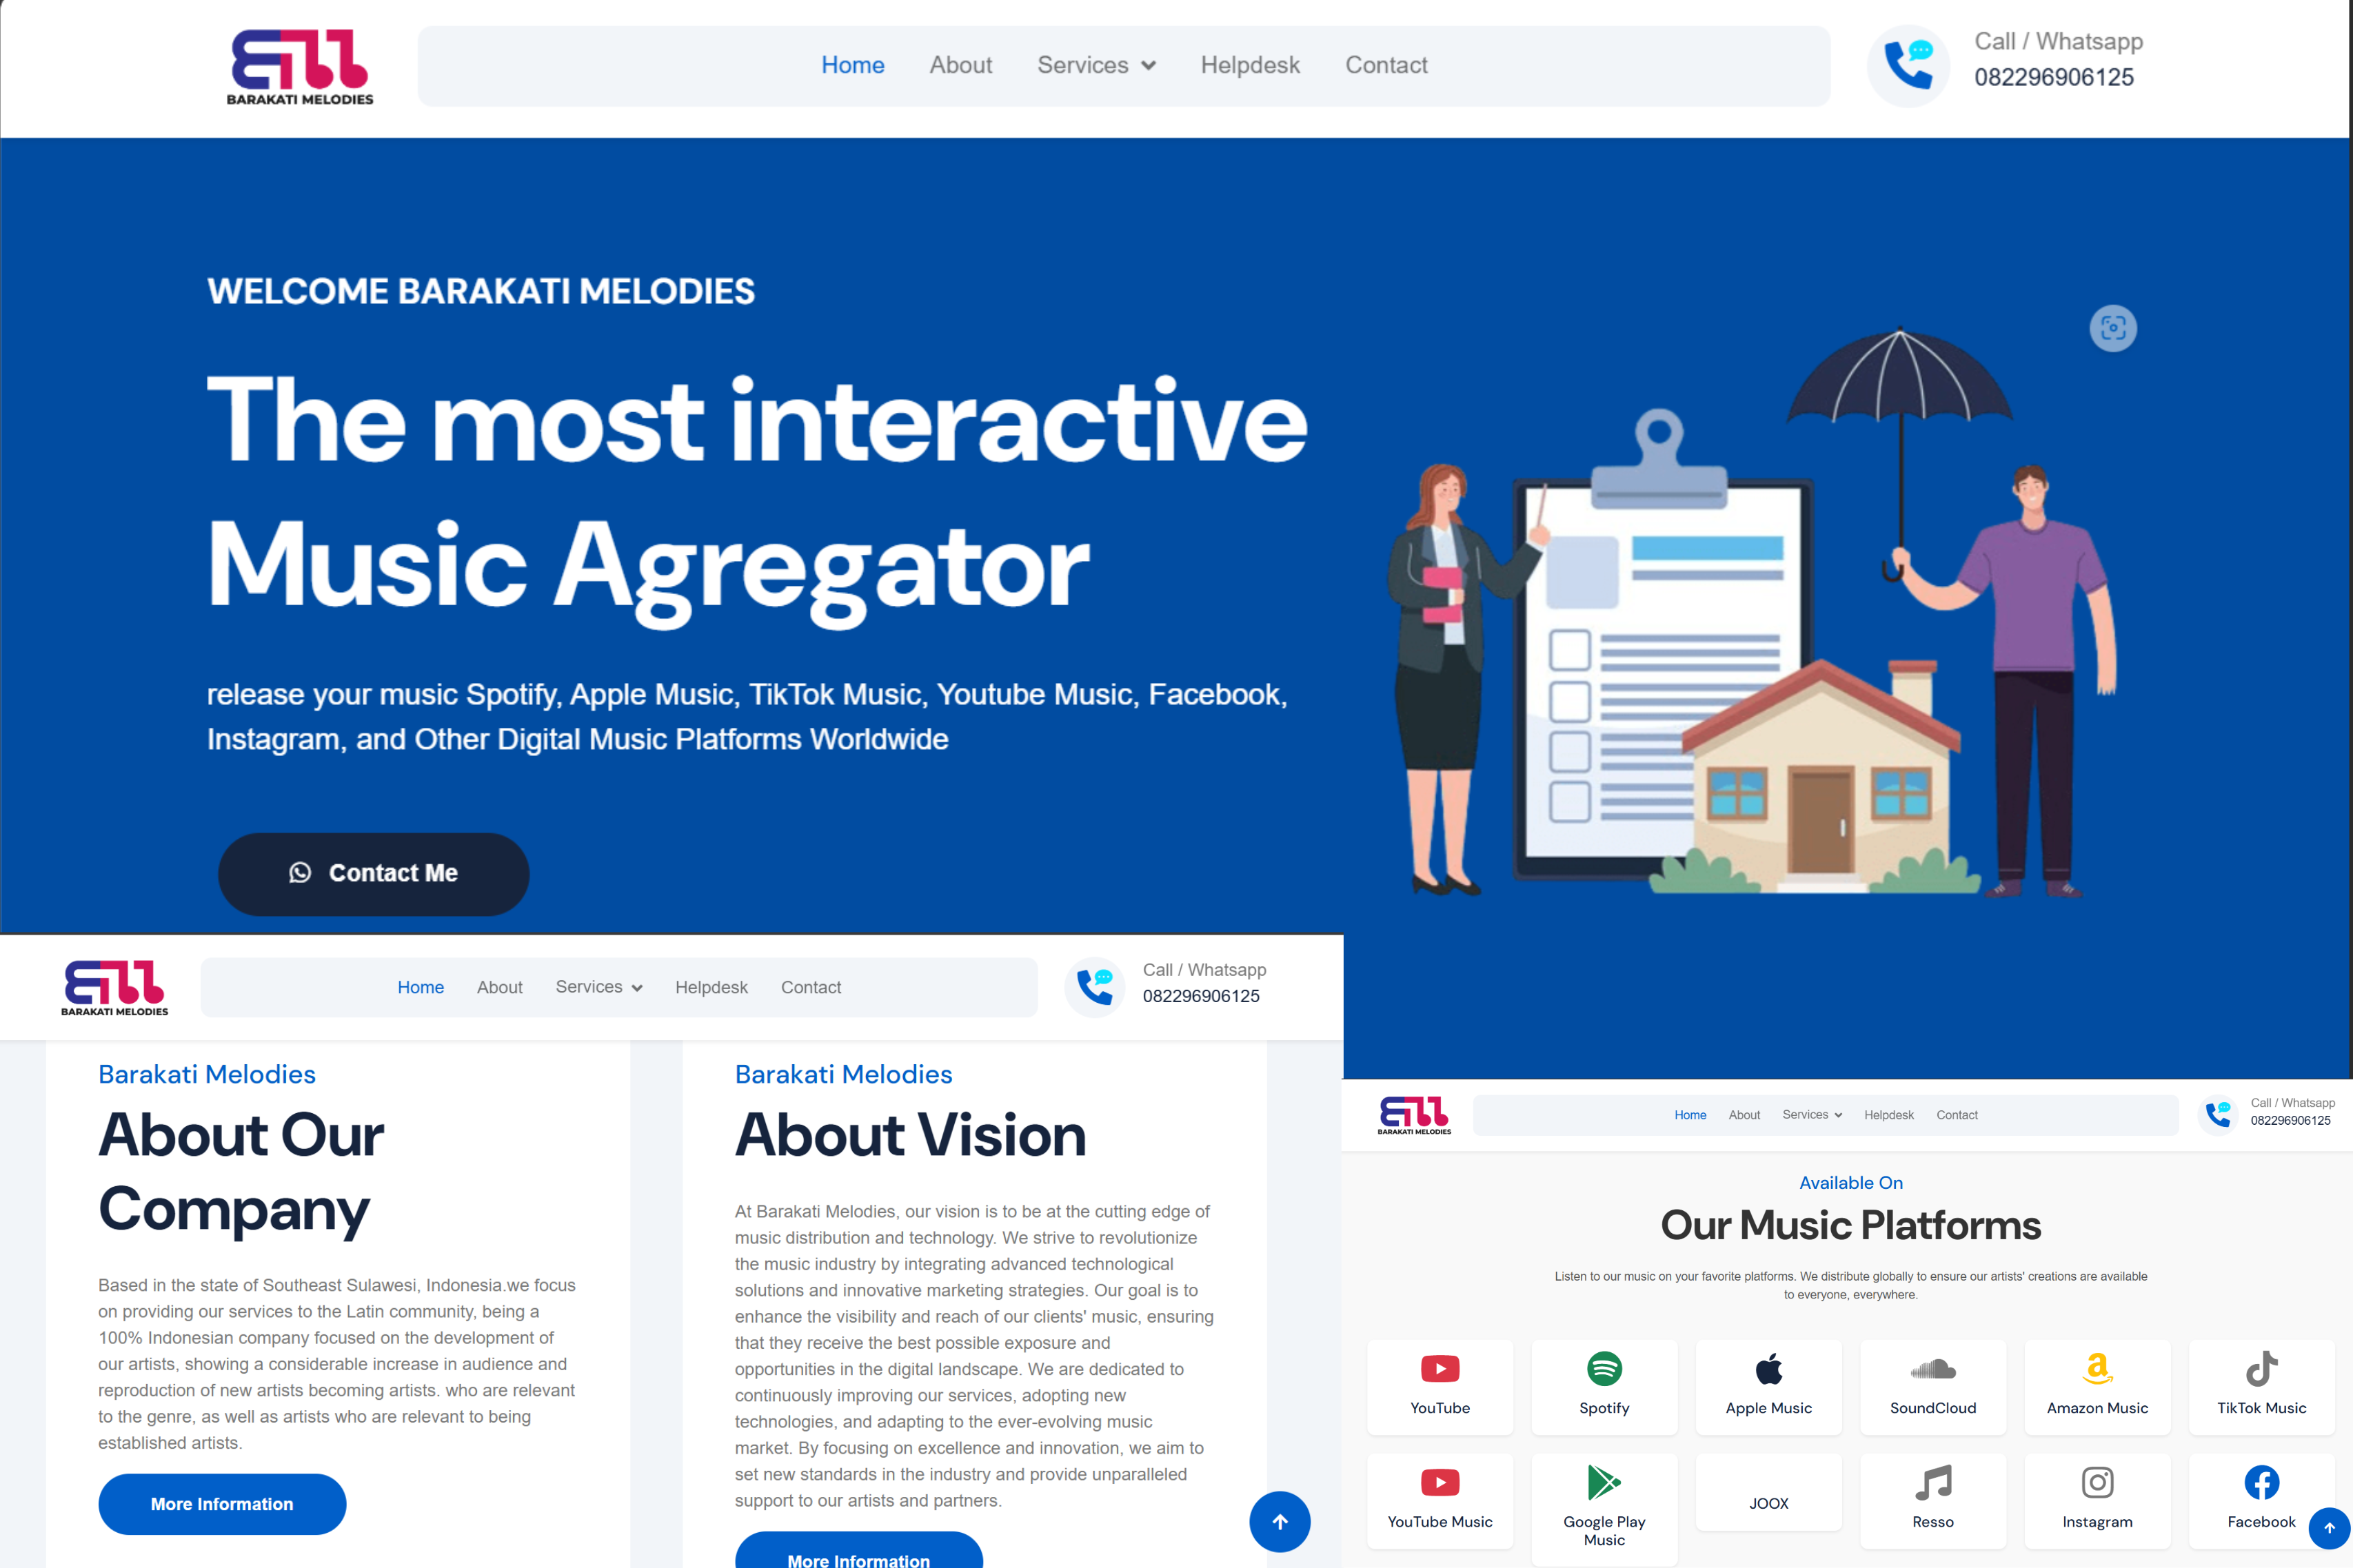 BARAKATI MELODIES
Home About Services Helpdesk Contact
Call / Whatsapp
082296906125
WELCOME BARAKATI MELODIES
The most interactive
Music Agregator
release your music Spotify, Apple Music, TikTok Music, Youtube Music, Facebook,
Instagram, and Other Digital Music Platforms Worldwide
Contact Me
BARAKATI MELODIES
Home About Services Helpdesk Contact
Call / Whatsapp
082296906125
Barakati Melodies
About Our
Company
Based in the state of Southeast Sulawesi, Indonesia.we focus
on providing our services to the Latin community, being a
100% Indonesian company focused on the development of
our artists, showing a considerable increase in audience and
reproduction of new artists becoming artists. who are relevant
to the genre, as well as artists who are relevant to being
established artists.
More Information
Barakati Melodies
About Vision
At Barakati Melodies, our vision is to be at the cutting edge of
music distribution and technology. We strive to revolutionize
the music industry by integrating advanced technological
solutions and innovative marketing strategies. Our goal is to
enhance the visibility and reach of our clients' music, ensuring
that they receive the best possible exposure and
opportunities in the digital landscape. We are dedicated to
continuously improving our services, adopting new
technologies, and adapting to the ever-evolving music
market. By focusing on excellence and innovation, we aim to
set new standards in the industry and provide unparalleled
support to our artists and partners.
More Information
BARAKATI MELODIES
Home About Services Helpdesk Contact
Call / Whatsapp
082296906125
Available On
Our Music Platforms
Listen to our music on your favorite platforms. We distribute globally to ensure our artists' creations are available
to everyone, everywhere.
YouTube Spotify Apple Music SoundCloud Amazon Music TikTok Music
YouTube Music Google Play JOOX Resso Instagram Facebook
Music